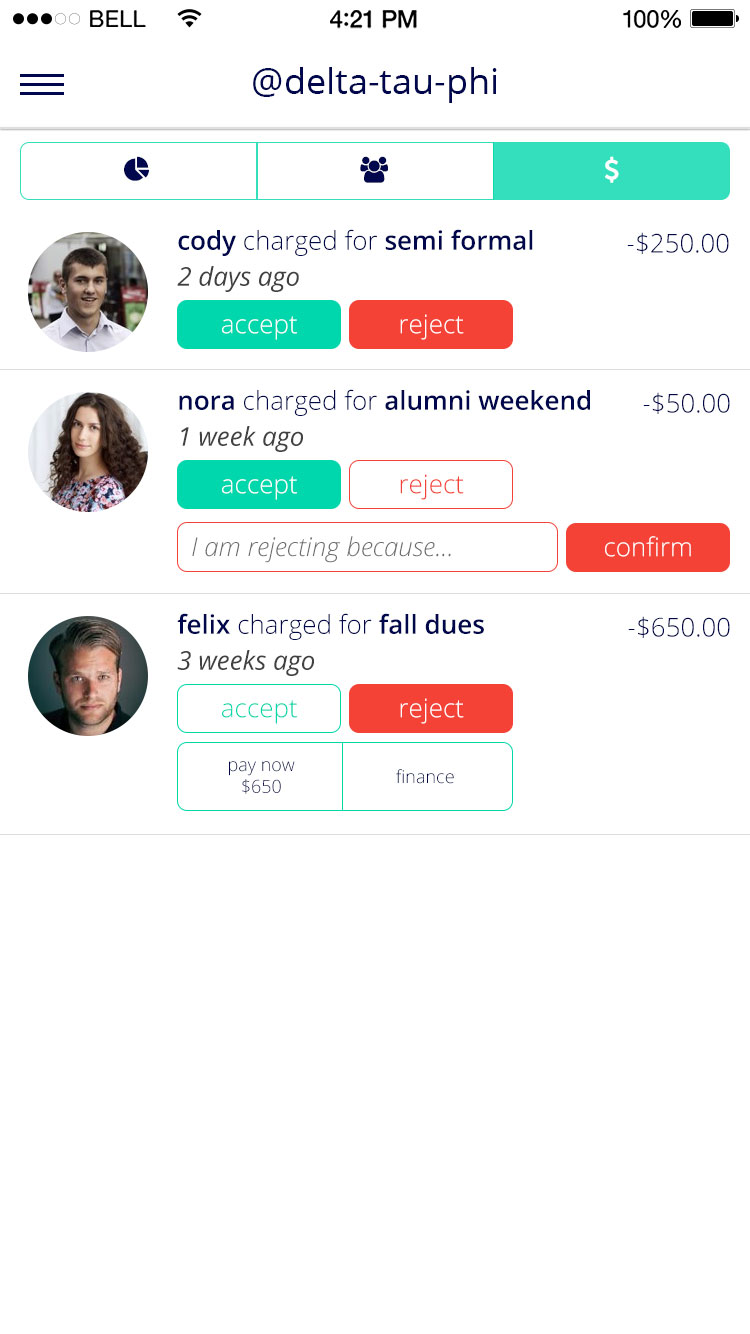 BELL 4:21 PM 100%
@delta-tau-phi
$
cody charged for semi formal -$250.00
2 days ago
accept reject
nora charged for alumni weekend -$50.00
1 week ago
accept reject
I am rejecting because... confirm
felix charged for fall dues -$650.00
3 weeks ago
accept reject
pay now
$650
finance